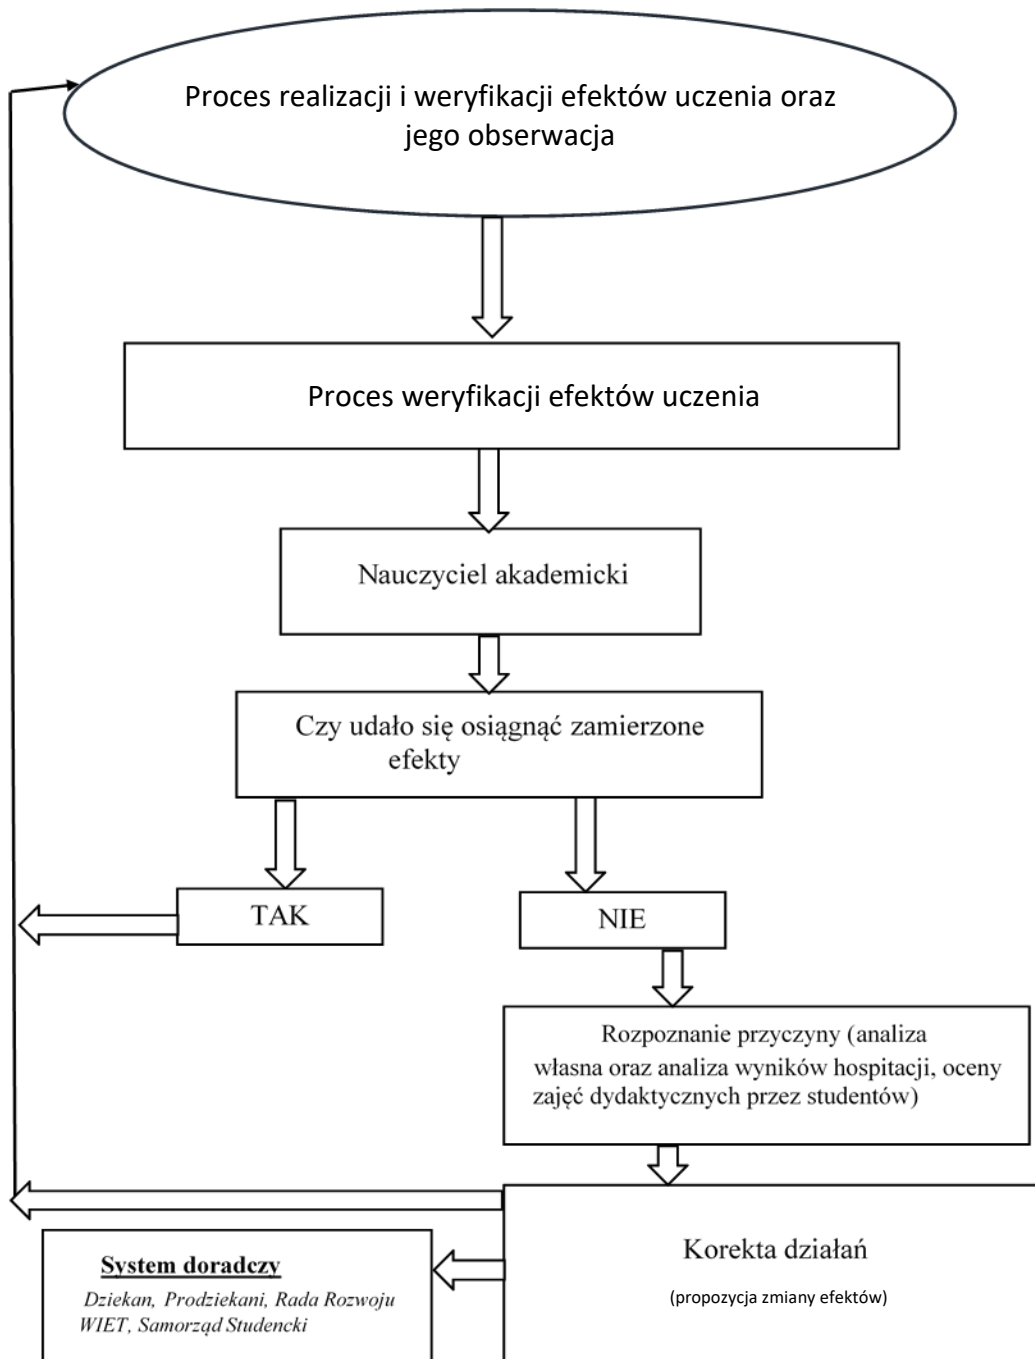 Proces realizacji i weryfikacji efektów uczenia oraz
jego obserwacja
Proces weryfikacji efektów uczenia
Nauczyciel akademicki
Czy udało się osiągnąć zamierzone
efekty
TAK
NIE
Rozpoznanie przyczyny (analiza
własna oraz analiza wyników hospitacji, oceny
zajęć dydaktycznych przez studentów)
Korekta działań
(propozycja zmiany efektów)
System doradczy
Dziekan, Prodziekani, Rada Rozwoju
WIET, Samorząd Studencki